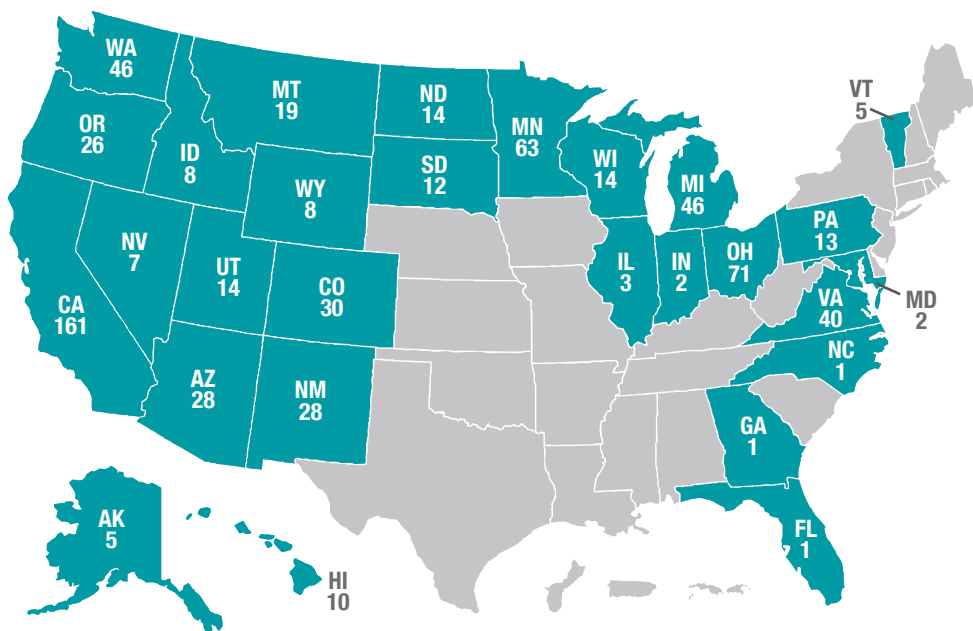 WA
46
MT
19
ND
14
MN
63
VT
5
OR
26
ID
8
SD
12
WI
14
MI
46
WY
8
PA
13
NV
7
UT
14
CO
30
IL
3
IN
2
OH
71
CA
161
VA
40
MD
2
NC
1
AZ
28
NM
28
GA
1
AK
5
HI
10
FL
1